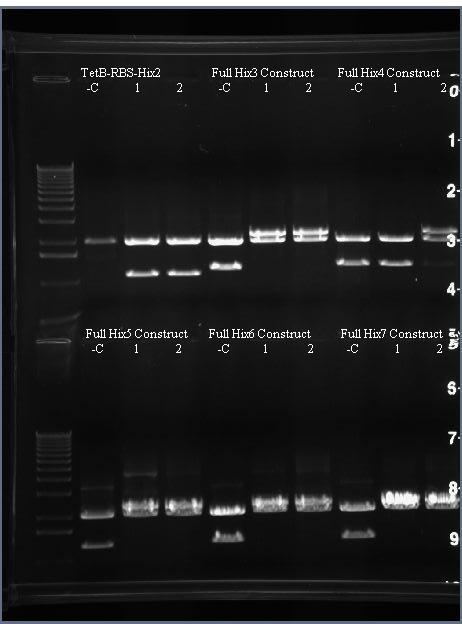 TetB-RBS-Hix2 Full Hix3 Construct Full Hix4 Construct
-C 1 2 -C 1 2 -C 1 2
0
1
2
3
4
Full Hix5 Construct Full Hix6 Construct Full Hix7 Construct
-C 1 2 -C 1 2 -C 1 2
5
6
7
8
9